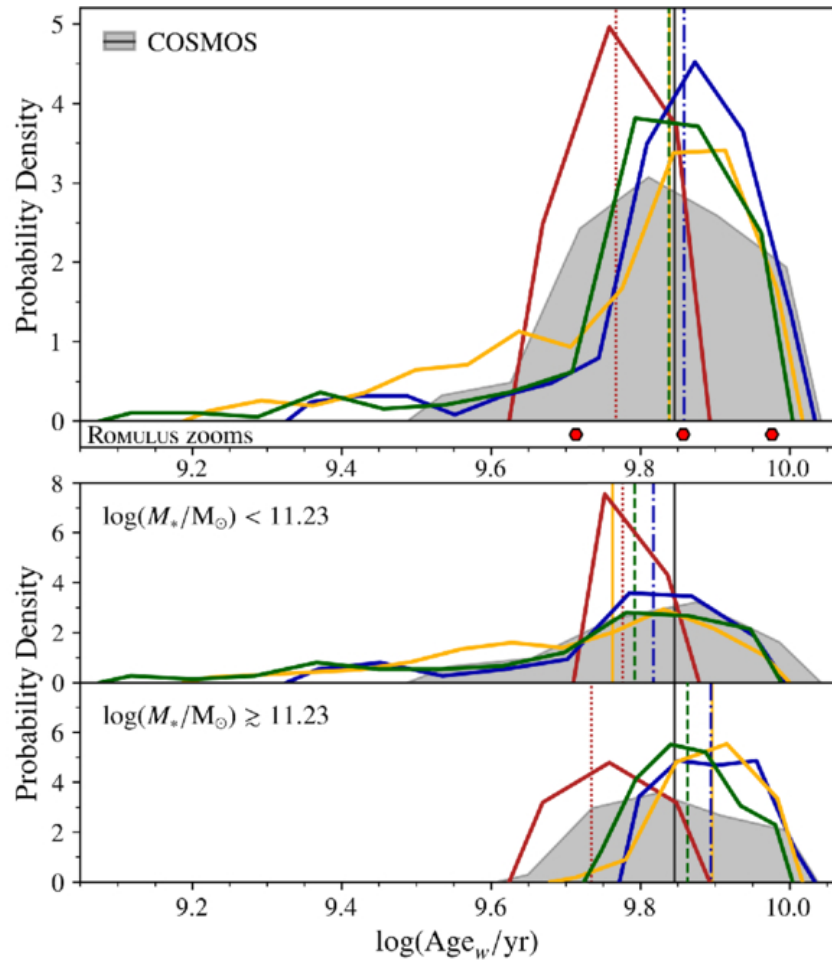 5
COSMOS
4
3
2
1
0
Probability Density
ROMULUS zooms
9.2 9.4 9.6 9.8 10.0
8
log(M*/M⊙) < 11.23
6
4
2
0
Probability Density
log(M*/M⊙) ≳ 11.23
6
4
2
0
Probability Density
9.2 9.4 9.6 9.8 10.0
log(Age_w/yr)